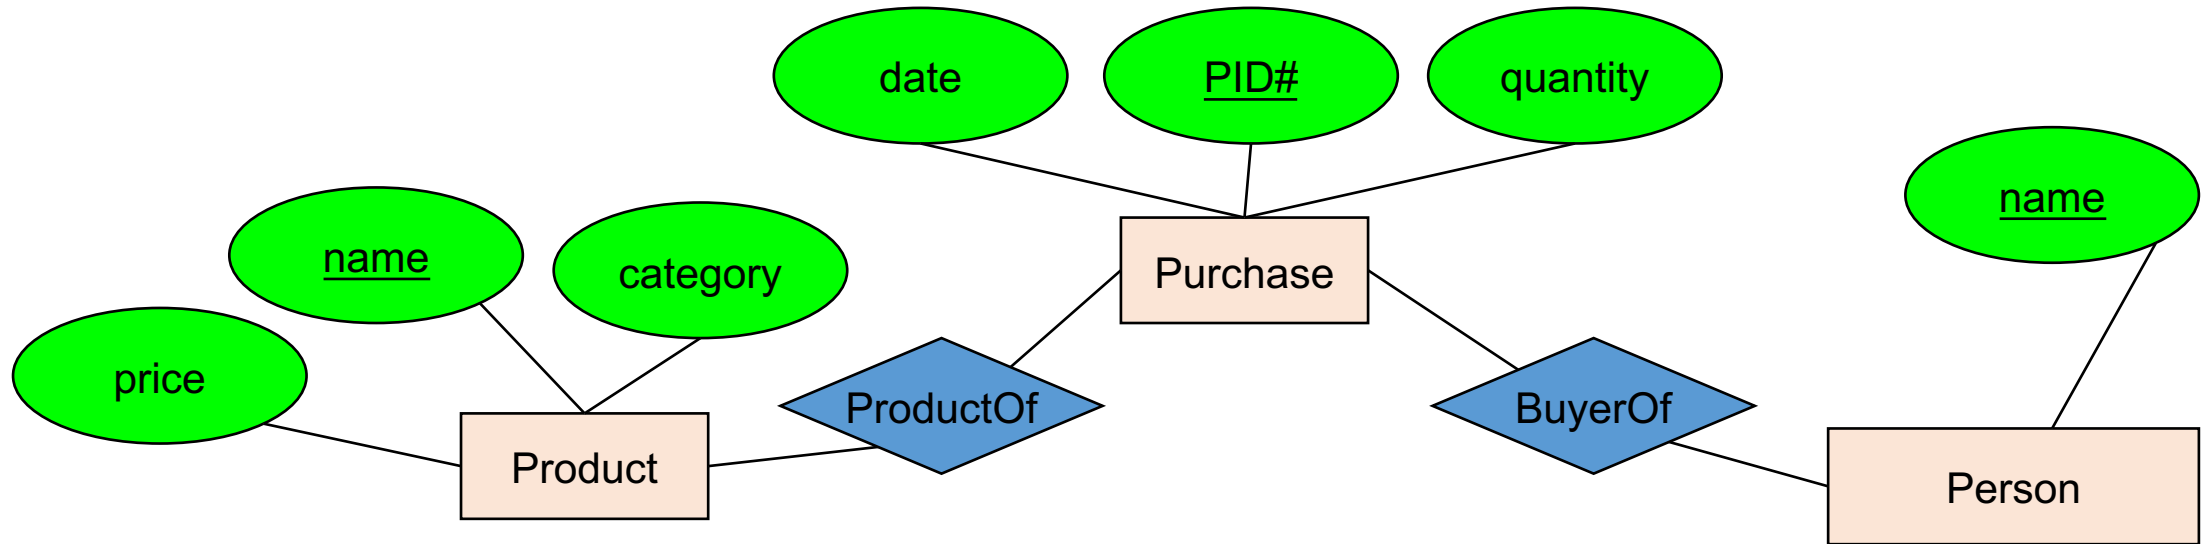 date
PID#
quantity
name
name
category
Purchase
price
ProductOf
BuyerOf
Product
Person